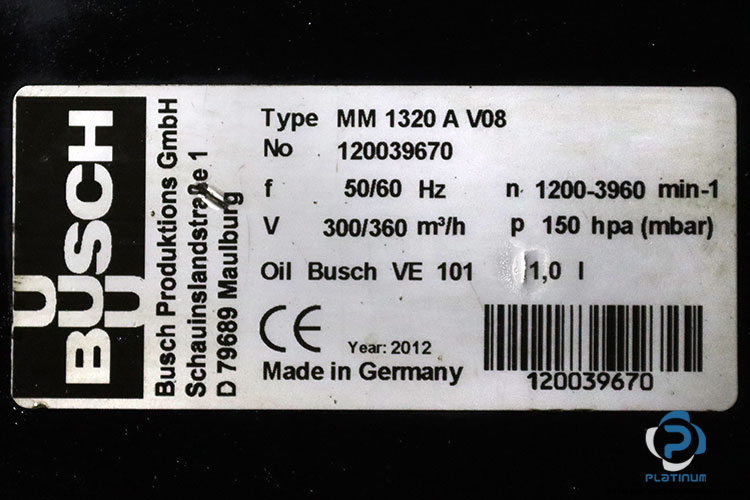 BUSCH
Busch Produktions GmbH
Schauinslandstraße 1
D 79689 Maulburg
Type MM 1320 A V08
No 120039670
f 50/60 Hz n 1200-3960 min-1
V 300/360 m³/h p 150 hpa (mbar)
Oil Busch VE 101 1,0 l
CE Year: 2012
Made in Germany
120039670
P
PLATINUM